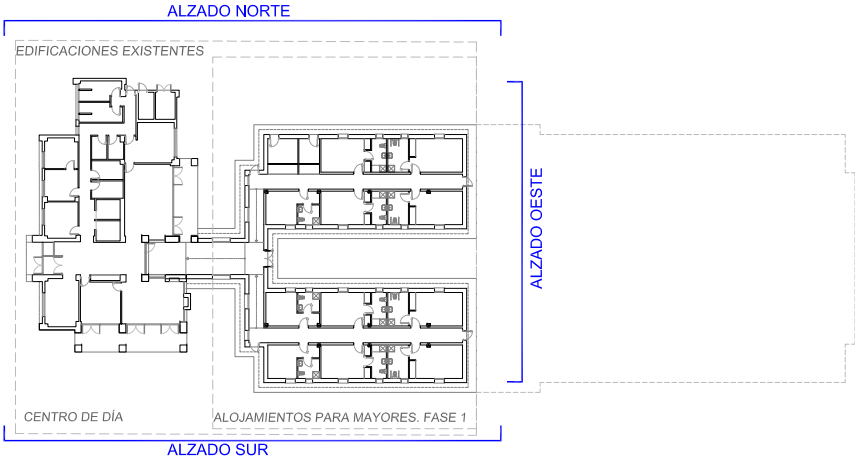 ALZADO NORTE
EDIFICACIONES EXISTENTES
ALZADO OESTE
CENTRO DE DÍA
ALOJAMIENTOS PARA MAYORES. FASE 1
ALZADO SUR